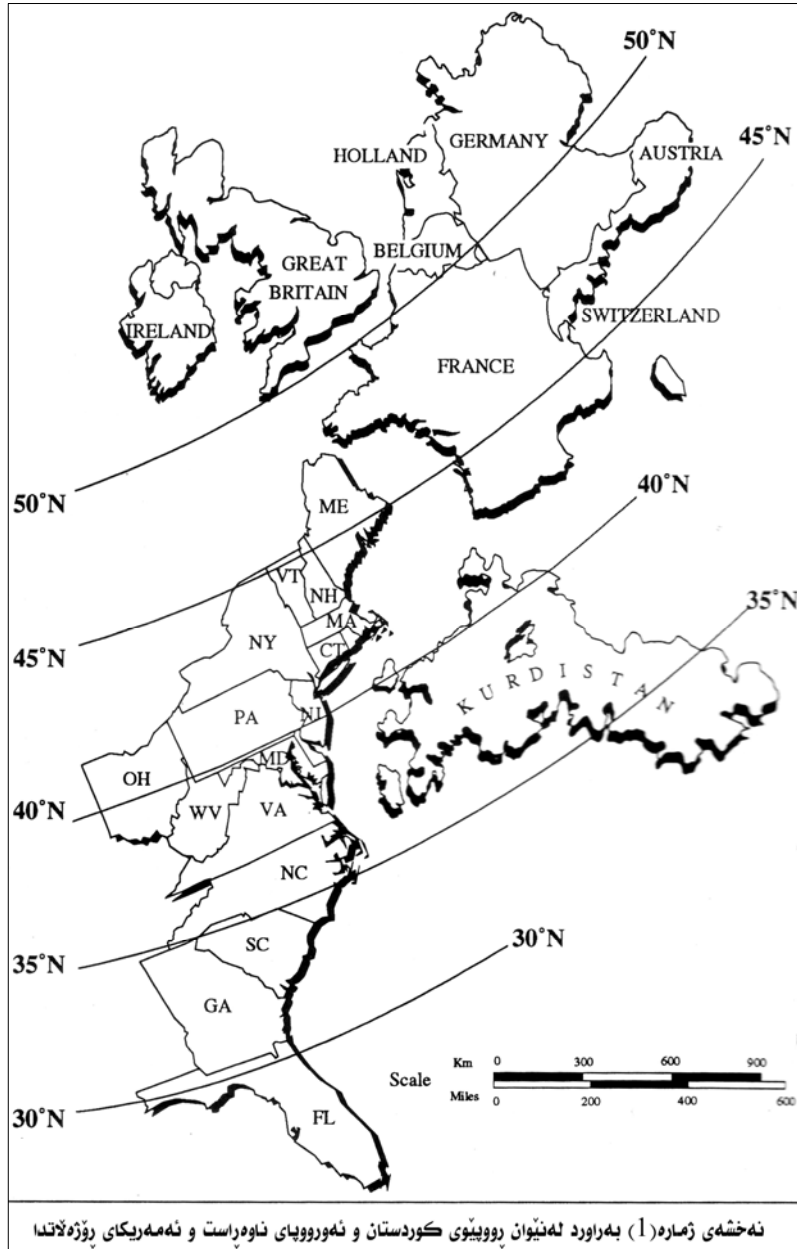 50°N
45°N
GERMANY
HOLLAND
AUSTRIA
BELGIUM
GREAT
BRITAIN
IRELAND
SWITZERLAND
FRANCE
50°N
ME
40°N
VT
NH
35°N
MA
NY
CT
45°N
KURDISTAN
PA
NJ
MD
OH
WV
VA
40°N
NC
SC
30°N
35°N
GA
Km 0 300 600 900
Scale
Miles 0 200 400 600
30°N
FL
نەخشەی ژمارە(1) بەراورد لەنێوان ڕووپێوی کوردستان و ئەورووپای ناوەڕاست و ئەمەریکای ڕۆژەڵاتدا